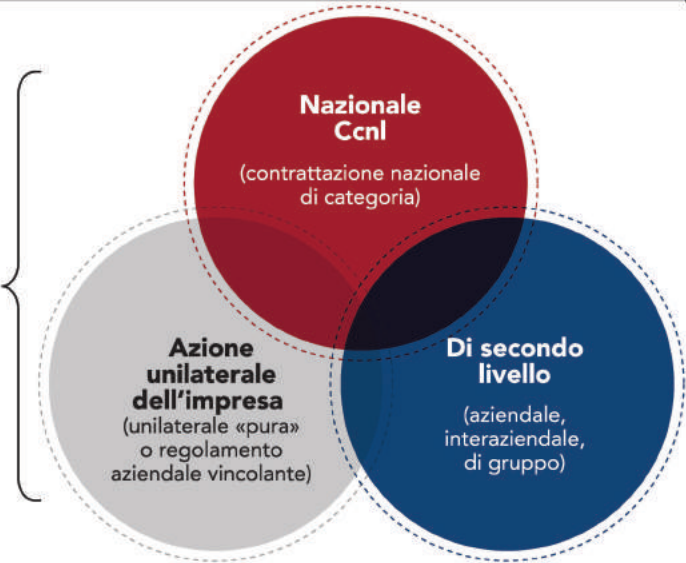 Nazionale
Ccnl
(contrattazione nazionale
di categoria)
Azione
unilaterale
dell'impresa
(unilaterale «pura»
o regolamento
aziendale vincolante)
Di secondo
livello
(aziendale,
interaziendale,
di gruppo)